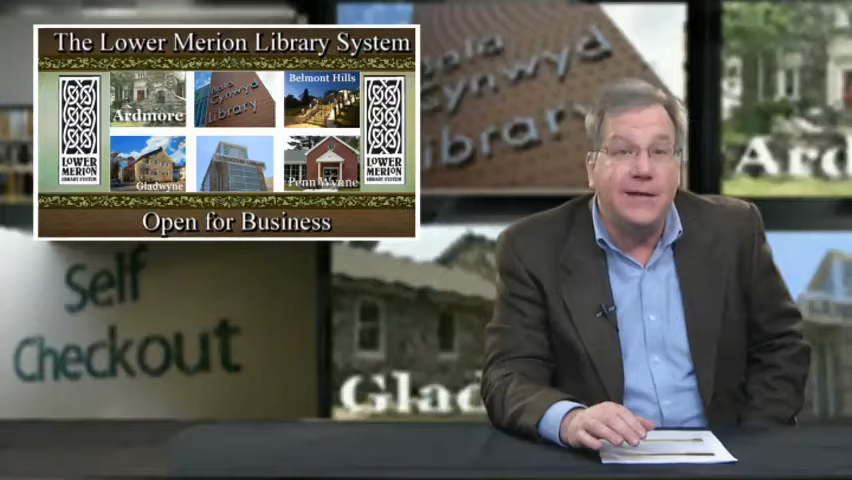 The Lower Merion Library System
Belmont Hills
Bala
Cynwyd
Library
Ardmore
LOWER
MERION
LIBRARY SYSTEM
LOWER
MERION
LIBRARY SYSTEM
Gladwyne
Penn Wynne
Open for Business
Bala
Cynwyd
Library
Ard
Self
Checkout
Glad